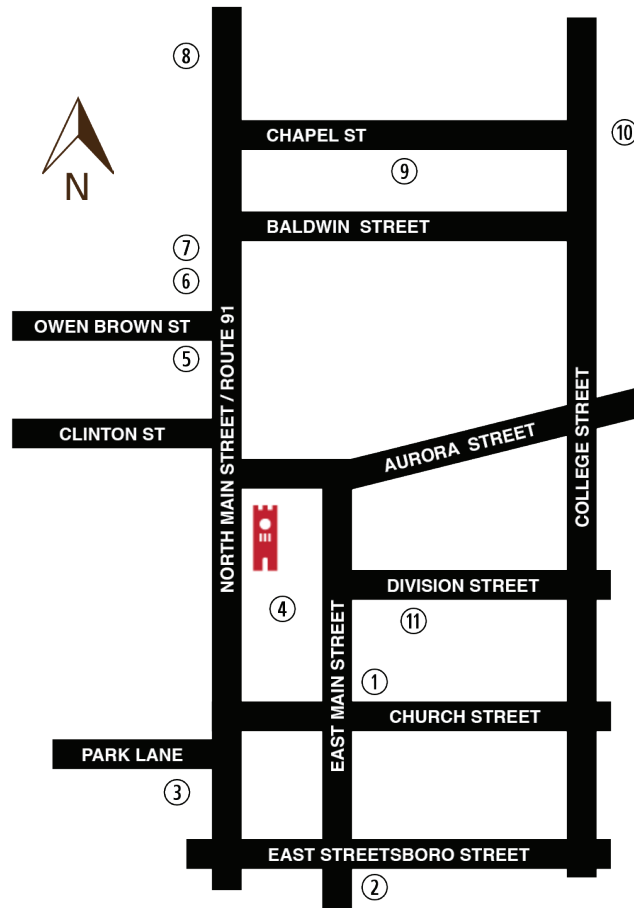 ⑧
CHAPEL ST
⑩
N
⑨
BALDWIN STREET
⑦
⑥
OWEN BROWN ST
⑤
NORTH MAIN STREET / ROUTE 91
CLINTON ST
AURORA STREET
COLLEGE STREET
DIVISION STREET
④
⑪
EAST MAIN STREET
①
CHURCH STREET
PARK LANE
③
EAST STREETSBORO STREET
②